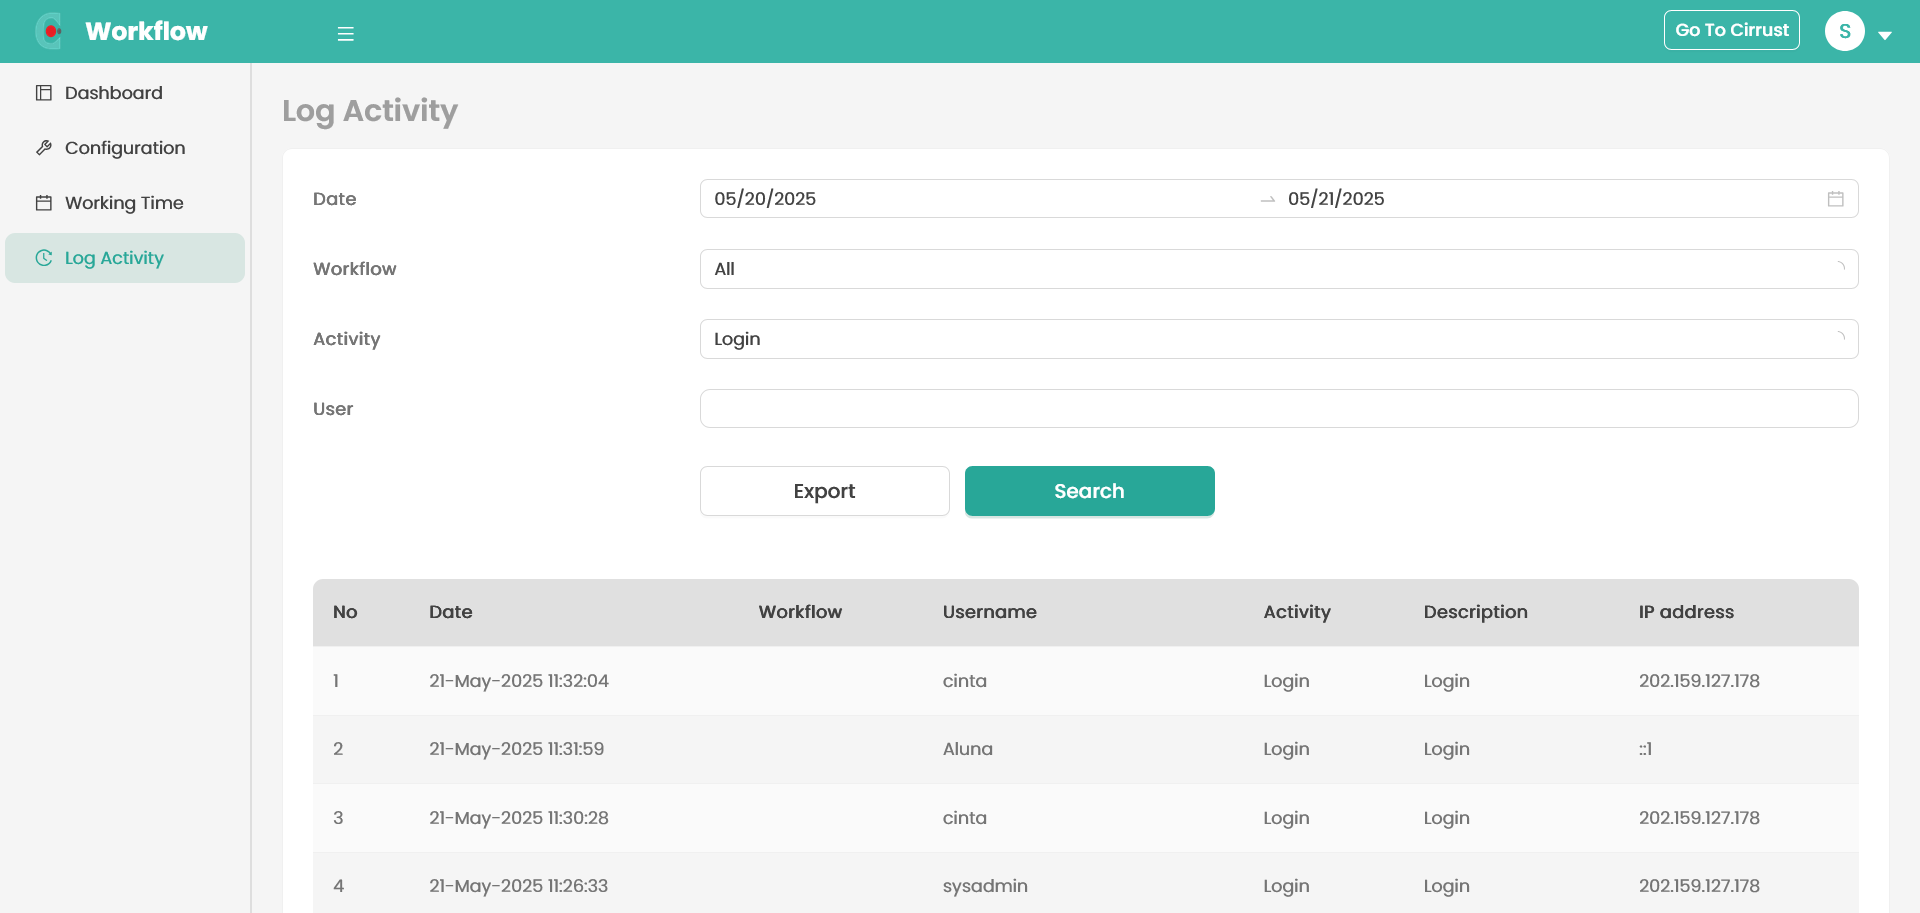 Workflow
Go To Cirrust
S
Dashboard
Configuration
Working Time
Log Activity
Log Activity
Date
05/20/2025
05/21/2025
Workflow
All
Activity
Login
User
Export
Search
No Date Workflow Username Activity Description IP address
1 21-May-2025 11:32:04 cinta Login Login 202.159.127.178
2 21-May-2025 11:31:59 Aluna Login Login ::1
3 21-May-2025 11:30:28 cinta Login Login 202.159.127.178
4 21-May-2025 11:26:33 sysadmin Login Login 202.159.127.178